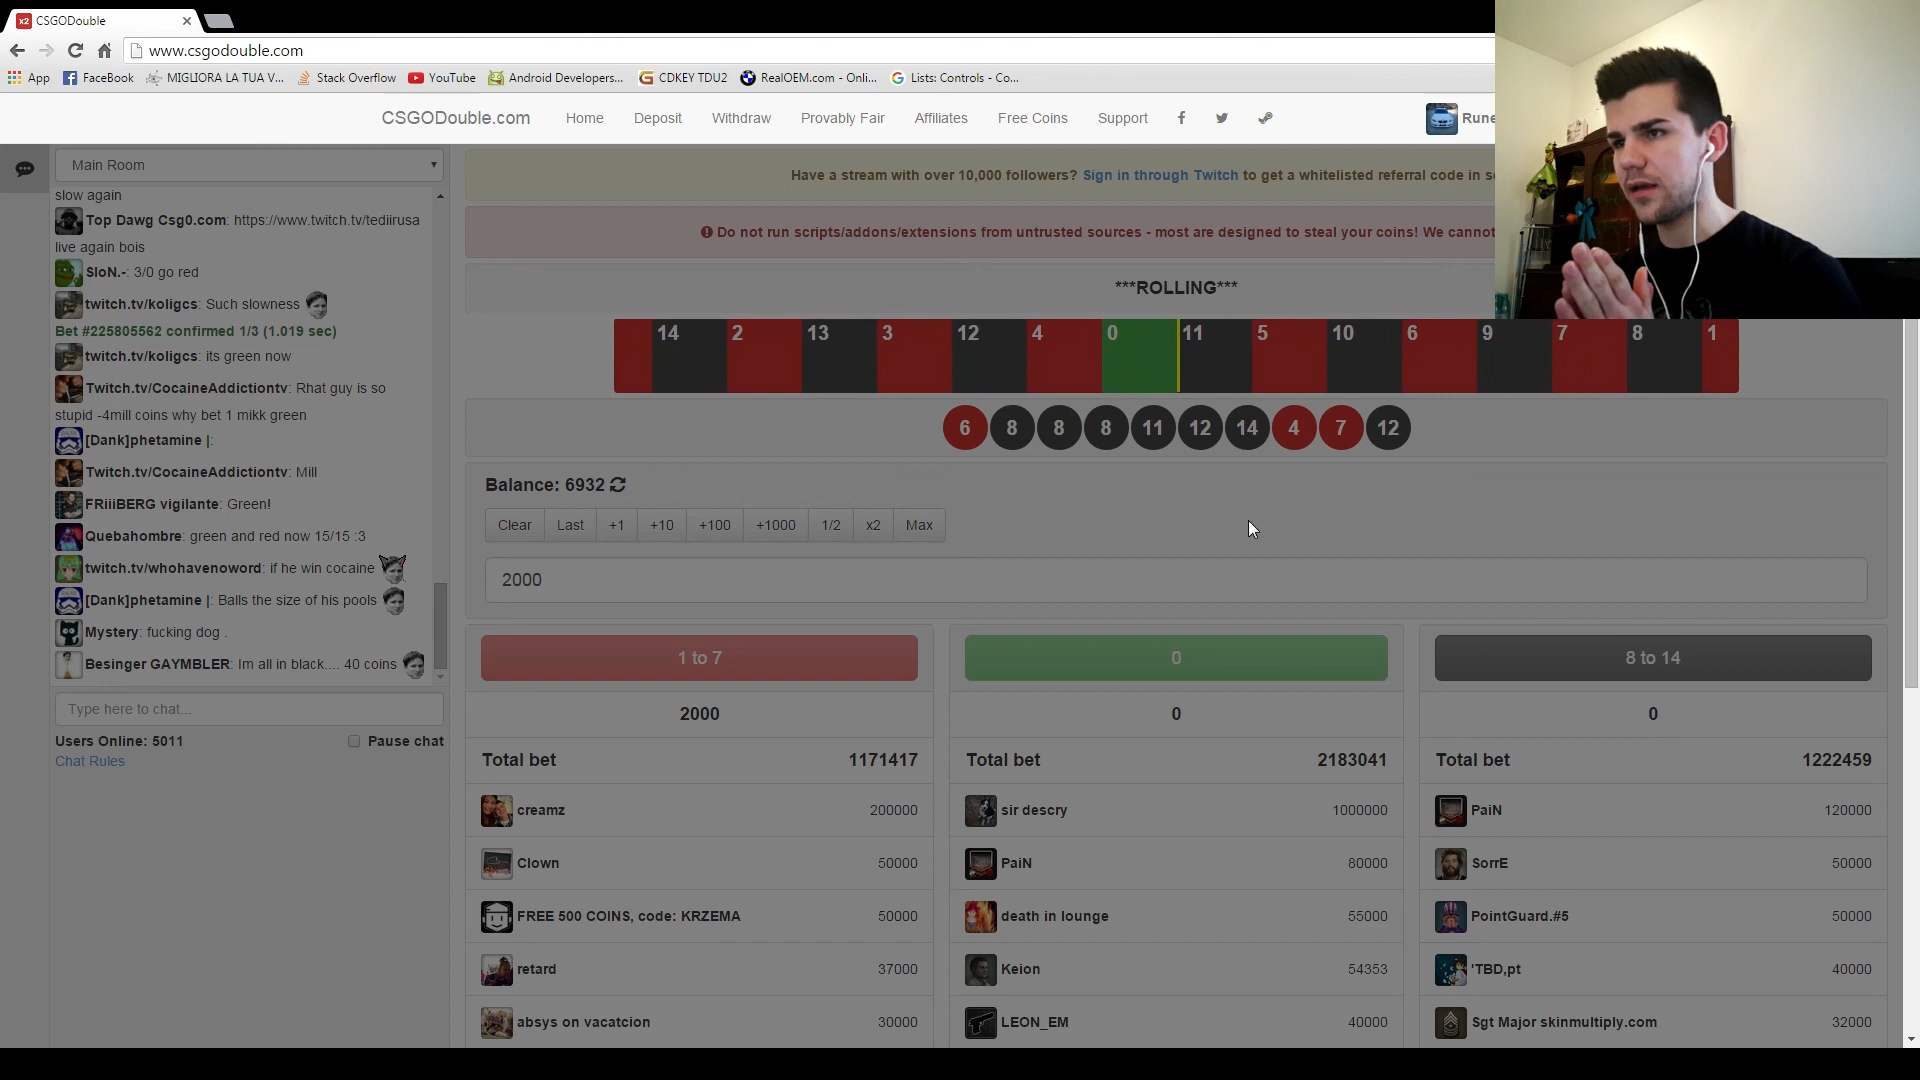 x2 CSGODouble
www.csgodouble.com
App FaceBook MIGLIORA LA TUA V... Stack Overflow YouTube Android Developers... CDKEY TDU2 RealOEM.com - Onli... Lists: Controls - Co...
CSGODouble.com Home Deposit Withdraw Provably Fair Affiliates Free Coins Support Rune
Main Room
slow again
Top Dawg Csg0.com: https://www.twitch.tv/tediirusa
live again bois
SloN.-: 3/0 go red
twitch.tv/koligcs: Such slowness
Bet #225805562 confirmed 1/3 (1.019 sec)
twitch.tv/koligcs: its green now
Twitch.tv/CocaineAddictiontv: Rhat guy is so
stupid -4mill coins why bet 1 mikk green
[Dank]phetamine |:
Twitch.tv/CocaineAddictiontv: Mill
FRiiiBERG vigilante: Green!
Quebahombre: green and red now 15/15 :3
twitch.tv/whohavenoword: if he win cocaine
[Dank]phetamine |: Balls the size of his pools
Mystery: fucking dog .
Besinger GAYMBLER: Im all in black.... 40 coins
Type here to chat...
Users Online: 5011 Pause chat
Chat Rules
Have a stream with over 10,000 followers? Sign in through Twitch to get a whitelisted referral code in s
Do not run scripts/addons/extensions from untrusted sources - most are designed to steal your coins! We cannot
***ROLLING***
14 2 13 3 12 4 0 11 5 10 6 9 7 8 1
6 8 8 8 11 12 14 4 7 12
Balance: 6932
Clear Last +1 +10 +100 +1000 1/2 x2 Max
2000
1 to 7 0 8 to 14
2000 0 0
Total bet 1171417 Total bet 2183041 Total bet 1222459
creamz 200000 sir descry 1000000 PaiN 120000
Clown 50000 PaiN 80000 SorrE 50000
FREE 500 COINS, code: KRZEMA 50000 death in lounge 55000 PointGuard.#5 50000
retard 37000 Keion 54353 'TBD,pt 40000
absys on vacatcion 30000 LEON_EM 40000 Sgt Major skinmultiply.com 32000